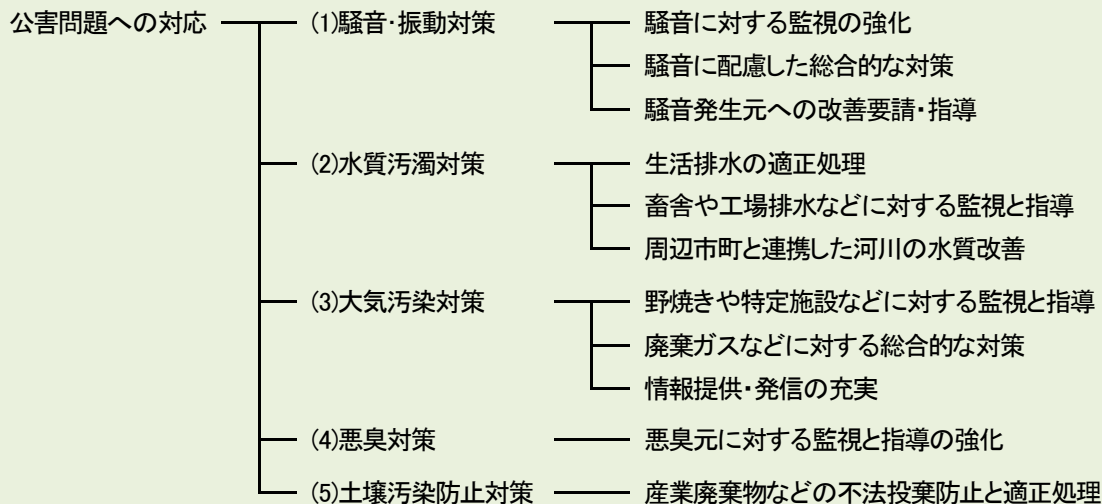 公害問題への対応
(1)騒音・振動対策
騒音に対する監視の強化
騒音に配慮した総合的な対策
騒音発生元への改善要請・指導
(2)水質汚濁対策
生活排水の適正処理
畜舎や工場排水などに対する監視と指導
周辺市町と連携した河川の水質改善
(3)大気汚染対策
野焼きや特定施設などに対する監視と指導
廃棄ガスなどに対する総合的な対策
情報提供・発信の充実
(4)悪臭対策
悪臭元に対する監視と指導の強化
(5)土壌汚染防止対策
産業廃棄物などの不法投棄防止と適正処理